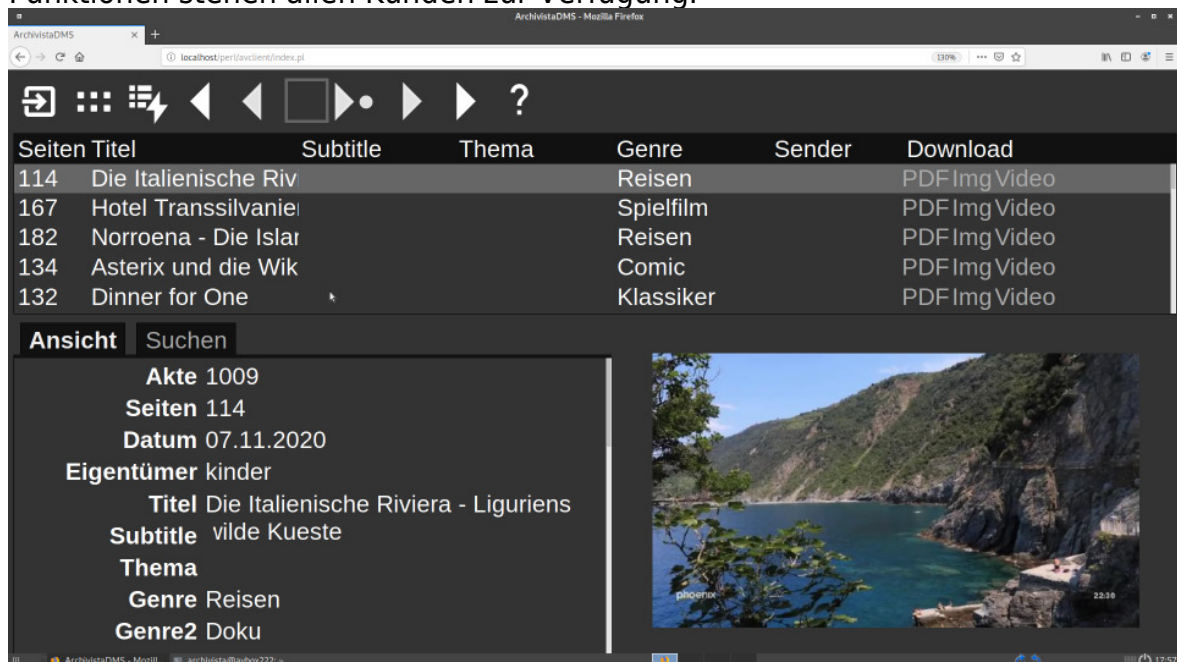 Funktionen stehen allen Kunden zur Verfügung.
ArchivistaDMS - Mozilla Firefox
ArchivistaDMS × +
localhost/perl/avclient/index.pl 130%
?
Seiten Titel Subtitle Thema Genre Sender Download
114 Die Italienische Riv Reisen PDF Img Video
167 Hotel Transsilvanie Spielfilm PDF Img Video
182 Norroena - Die Islan Reisen PDF Img Video
134 Asterix und die Wik Comic PDF Img Video
132 Dinner for One Klassiker PDF Img Video
Ansicht Suchen
Akte 1009
Seiten 114
Datum 07.11.2020
Eigentümer kinder
Titel Die Italienische Riviera - Liguriens
Subtitle wilde Kueste
Thema
Genre Reisen
Genre2 Doku
phoenix 22:30
ArchivistaDMS - Mozill archivista@avbox777: ~ 17:57